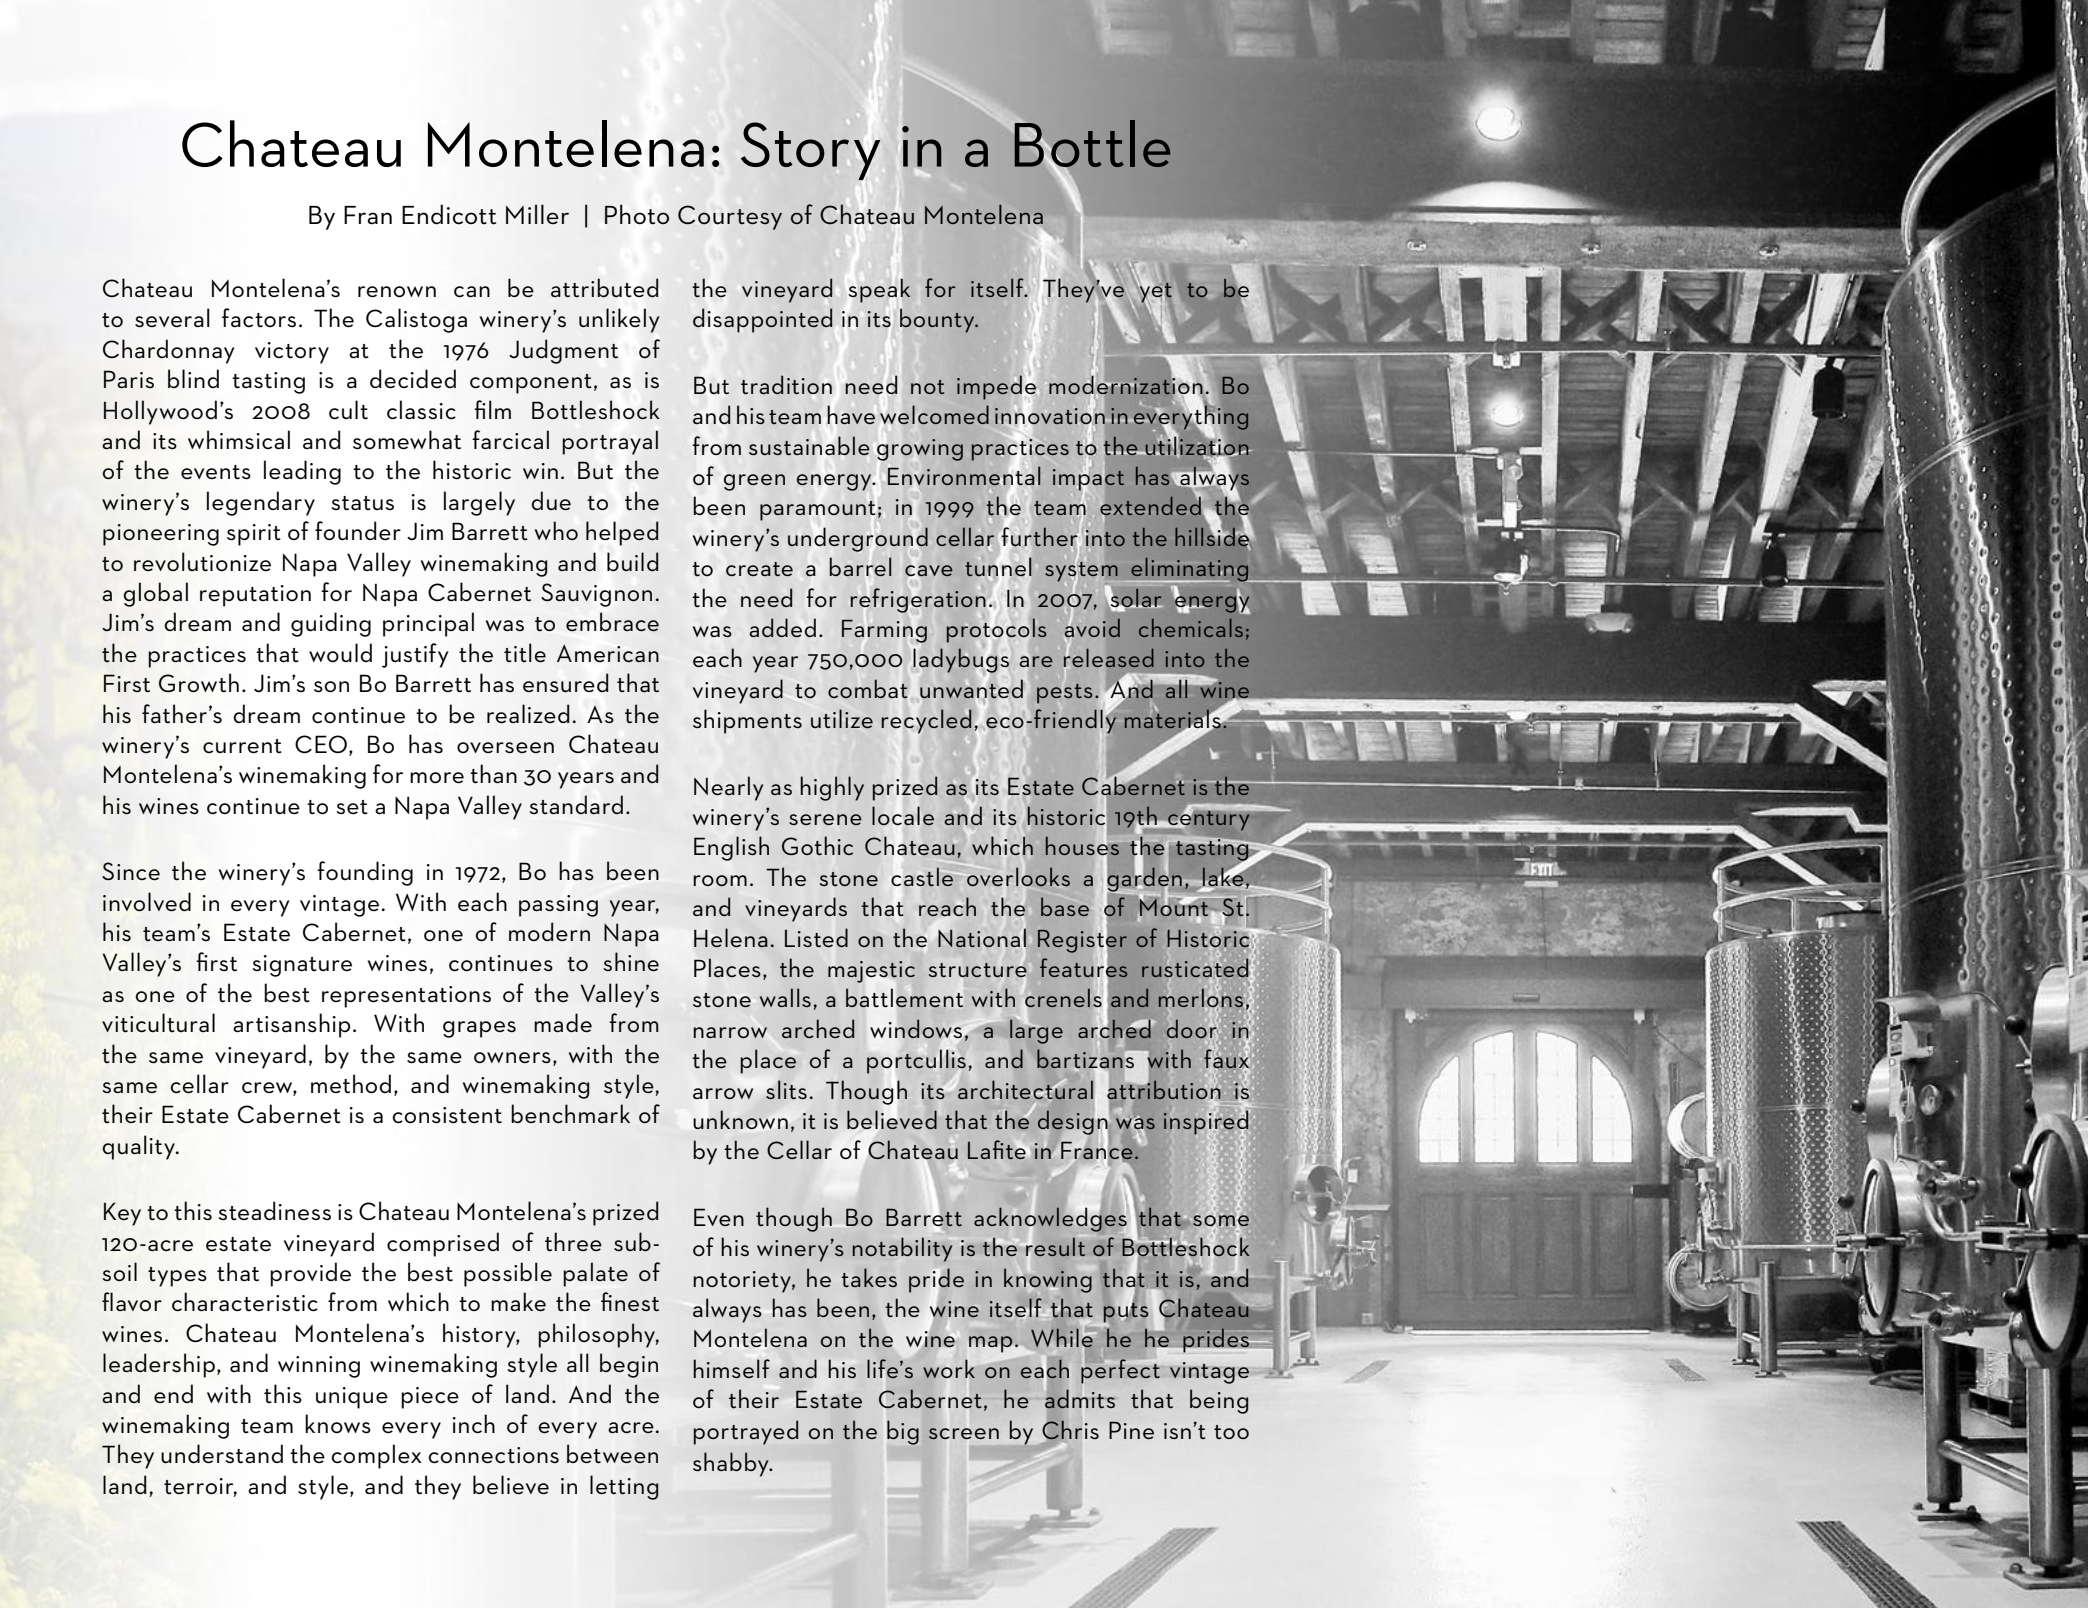 Chateau Montelena: Story in a Bottle
By Fran Endicott Miller | Photo Courtesy of Chateau Montelena
Chateau Montelena's renown can be attributed
to several factors. The Calistoga winery's unlikely
Chardonnay victory at the 1976 Judgment of
Paris blind tasting is a decided component, as is
Hollywood's 2008 cult classic film Bottleshock
and its whimsical and somewhat farcical portrayal
of the events leading to the historic win. But the
winery's legendary status is largely due to the
pioneering spirit of founder Jim Barrett who helped
to revolutionize Napa Valley winemaking and build
a global reputation for Napa Cabernet Sauvignon.
Jim's dream and guiding principal was to embrace
the practices that would justify the title American
First Growth. Jim's son Bo Barrett has ensured that
his father's dream continue to be realized. As the
winery's current CEO, Bo has overseen Chateau
Montelena's winemaking for more than 30 years and
his wines continue to set a Napa Valley standard.
Since the winery's founding in 1972, Bo has been
involved in every vintage. With each passing year,
his team's Estate Cabernet, one of modern Napa
Valley's first signature wines, continues to shine
as one of the best representations of the Valley's
viticultural artisanship. With grapes made from
the same vineyard, by the same owners, with the
same cellar crew, method, and winemaking style,
their Estate Cabernet is a consistent benchmark of
quality.
Key to this steadiness is Chateau Montelena's prized
120-acre estate vineyard comprised of three sub-
soil types that provide the best possible palate of
flavor characteristic from which to make the finest
wines. Chateau Montelena's history, philosophy,
leadership, and winning winemaking style all begin
and end with this unique piece of land. And the
winemaking team knows every inch of every acre.
They understand the complex connections between
land, terroir, and style, and they believe in letting
the vineyard speak for itself. They've yet to be
disappointed in its bounty.
But tradition need not impede modernization. Bo
and his team have welcomed innovation in everything
from sustainable growing practices to the utilization
of green energy. Environmental impact has always
been paramount; in 1999 the team extended the
winery's underground cellar further into the hillside
to create a barrel cave tunnel system eliminating
the need for refrigeration. In 2007, solar energy
was added. Farming protocols avoid chemicals;
each year 750,000 ladybugs are released into the
vineyard to combat unwanted pests. And all wine
shipments utilize recycled, eco-friendly materials.
Nearly as highly prized as its Estate Cabernet is the
winery's serene locale and its historic 19th century
English Gothic Chateau, which houses the tasting
room. The stone castle overlooks a garden, lake,
and vineyards that reach the base of Mount St.
Helena. Listed on the National Register of Historic
Places, the majestic structure features rusticated
stone walls, a battlement with crenels and merlons,
narrow arched windows, a large arched door in
the place of a portcullis, and bartizans with faux
arrow slits. Though its architectural attribution is
unknown, it is believed that the design was inspired
by the Cellar of Chateau Lafite in France.
Even though Bo Barrett acknowledges that some
of his winery's notability is the result of Bottleshock
notoriety, he takes pride in knowing that it is, and
always has been, the wine itself that puts Chateau
Montelena on the wine map. While he he prides
himself and his life's work on each perfect vintage
of their Estate Cabernet, he admits that being
portrayed on the big screen by Chris Pine isn't too
shabby.
EXIT